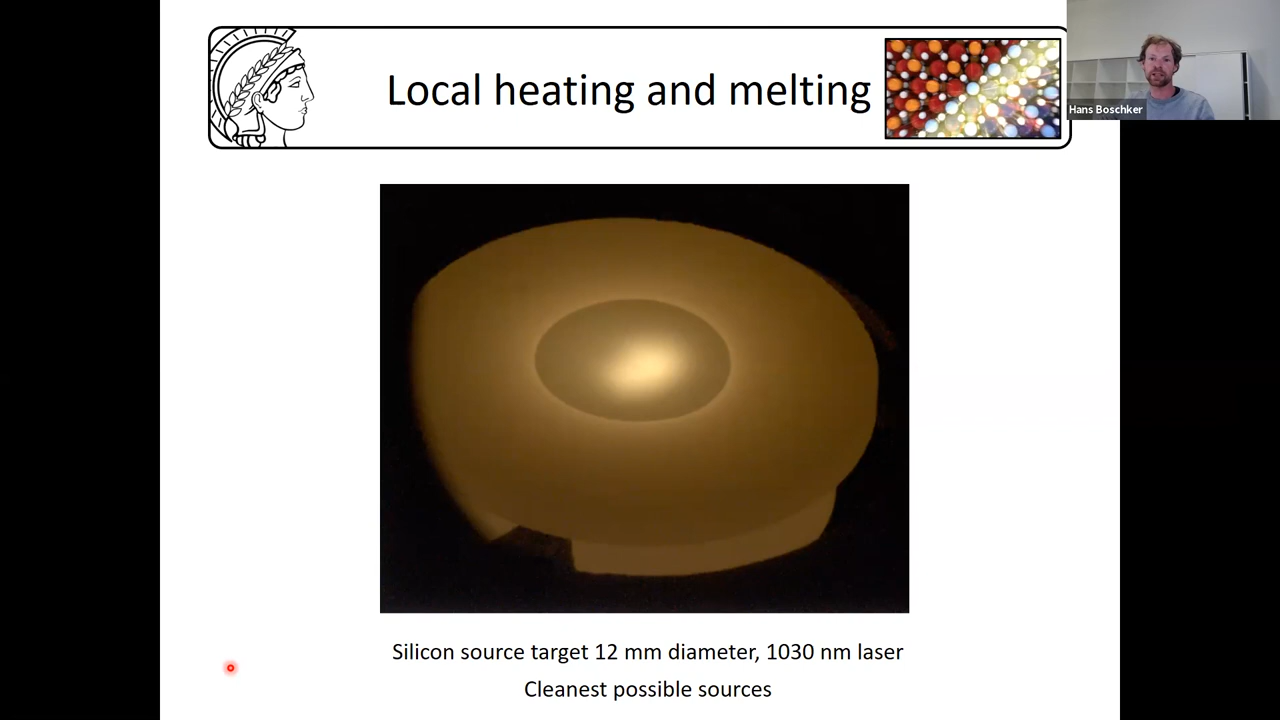 Local heating and melting
Hans Boschker
Silicon source target 12 mm diameter, 1030 nm laser
Cleanest possible sources